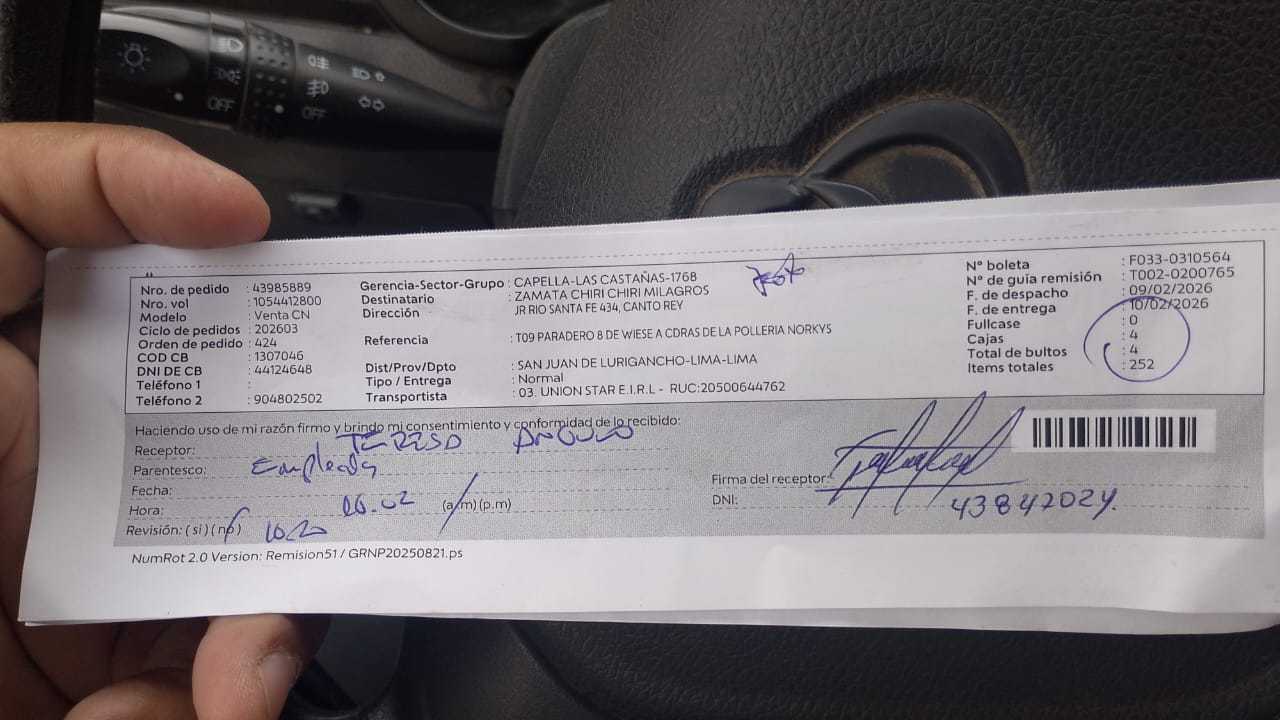 Nro. de pedido : 43985889
Nro. vol : 1054412800
Modelo : Venta CN
Ciclo de pedidos : 202603
Orden de pedido : 424
COD CB : 1307046
DNI DE CB : 44124648
Teléfono 1 :
Teléfono 2 : 904802502
Gerencia-Sector-Grupo : CAPELLA-LAS CASTAÑAS-1768
Destinatario : ZAMATA CHIRI CHIRI MILAGROS
Dirección JR RIO SANTA FE 434, CANTO REY
Referencia : T09 PARADERO 8 DE WIESE A CDRAS DE LA POLLERIA NORKYS
Dist/Prov/Dpto : SAN JUAN DE LURIGANCHO-LIMA-LIMA
Tipo / Entrega : Normal
Transportista : 03. UNION STAR E.I.R.L - RUC:20500644762
Nº boleta : F033-0310564
Nº de guía remisión : T002-0200765
F. de despacho : 09/02/2026
F. de entrega : 10/02/2026
Fullcase : 0
Cajas : 4
Total de bultos : 4
Items totales : 252
Haciendo uso de mi razón firmo y brindo mi consentimiento y conformidad de lo recibido:
Receptor: TERESO ANGULO
Parentesco: Empleada
Fecha:
Hora: (a.m)(p.m)
Revisión: ( si ) ( no ) 10:20
Firma del receptor:
DNI: 43847024
NumRot 2.0 Version: Remision51 / GRNP20250821.ps
OFF
OFF